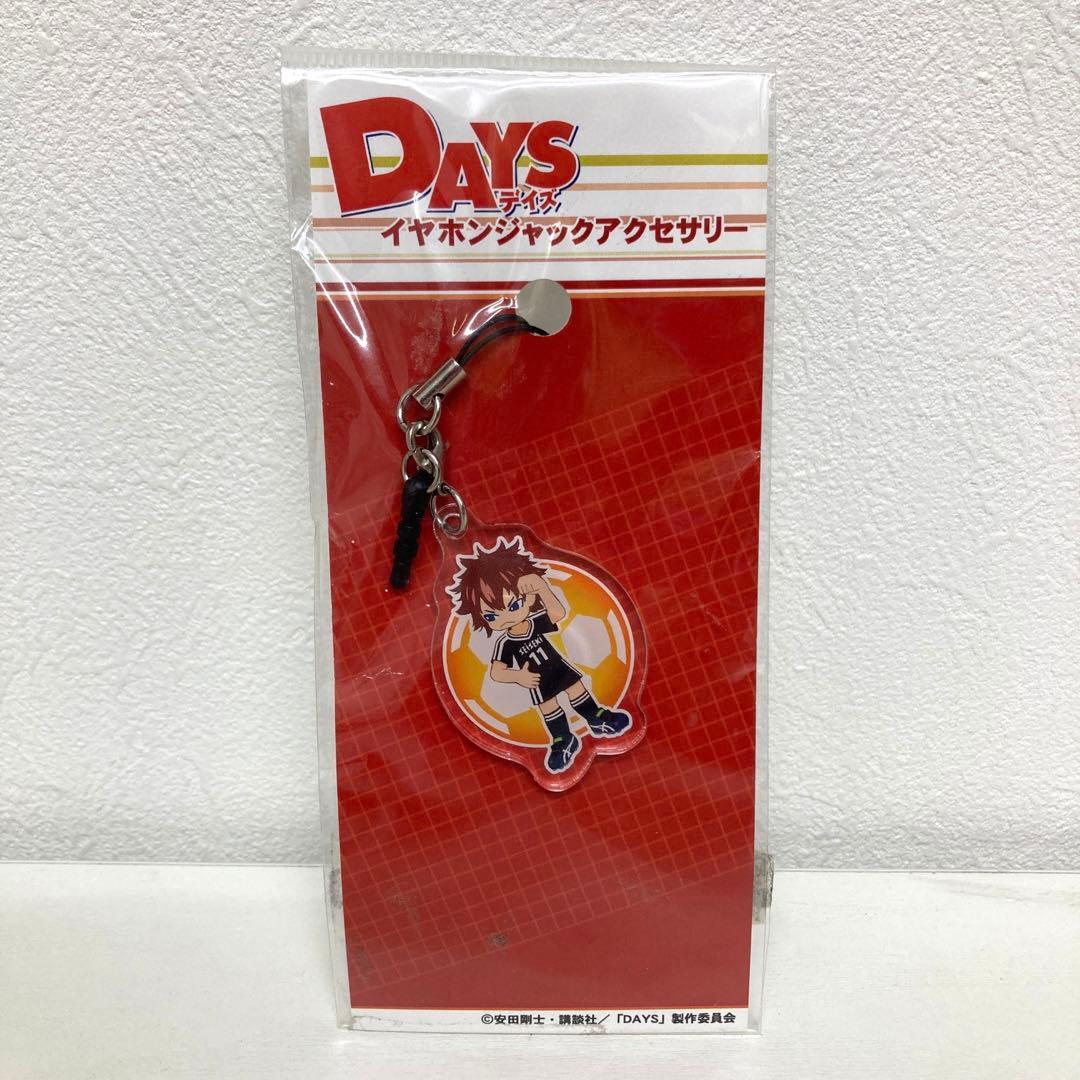 DAYS
デイズ
イヤホンジャックアクセサリー
SEISEKI
11
©安田剛士・講談社／「DAYS」製作委員会